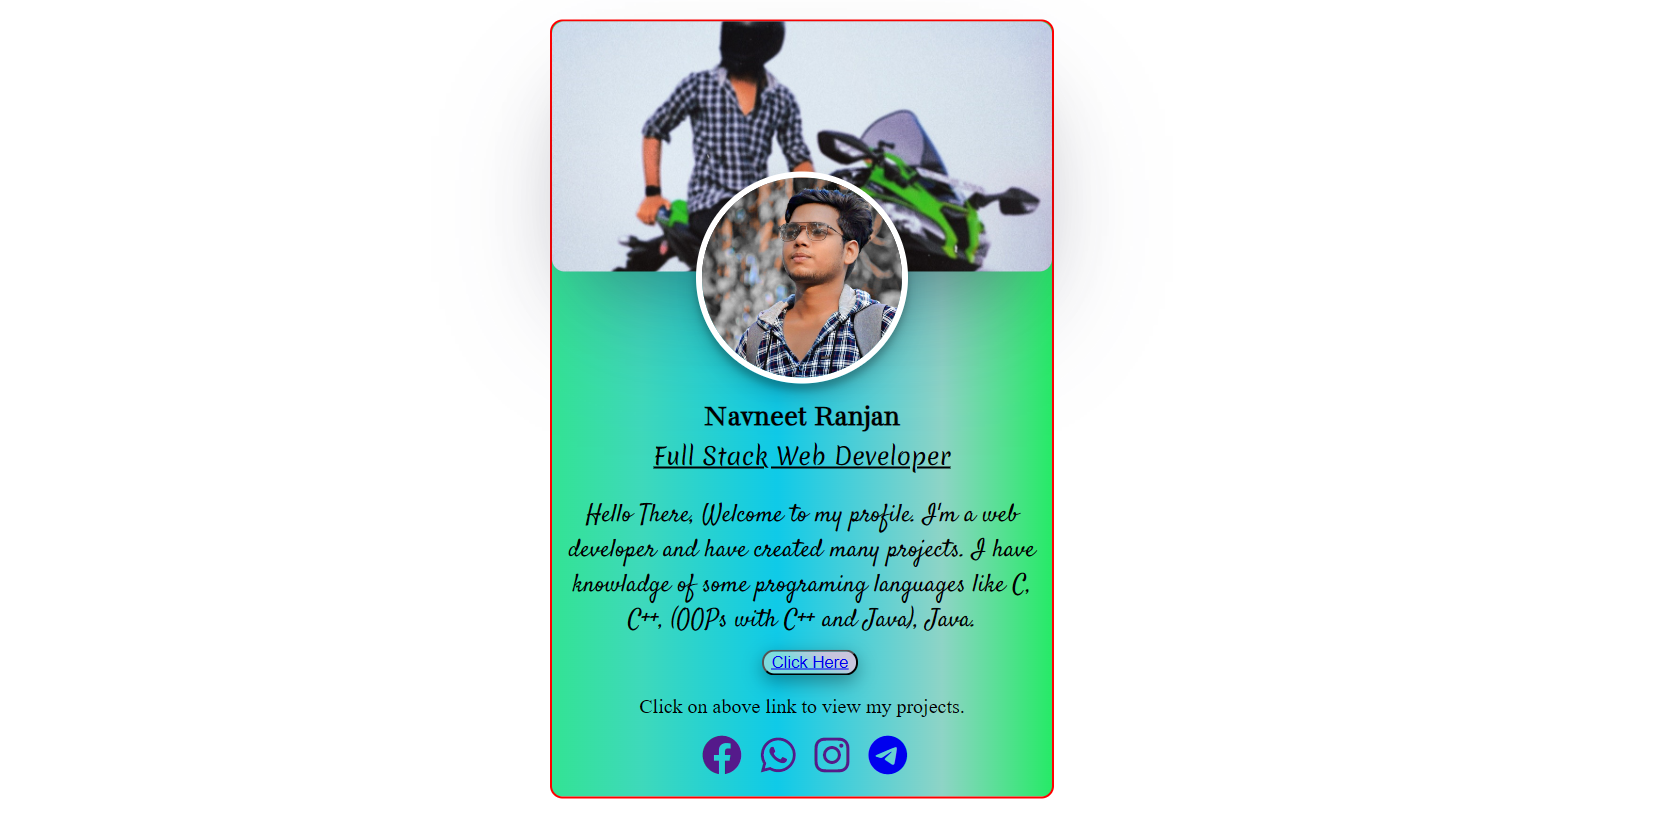 Navneet Ranjan
Full Stack Web Developer
Hello There, Welcome to my profile. I'm a web
developer and have created many projects. I have
knowladge of some programing languages like C,
C++, (OOPs with C++ and Java), Java.
Click Here
Click on above link to view my projects.